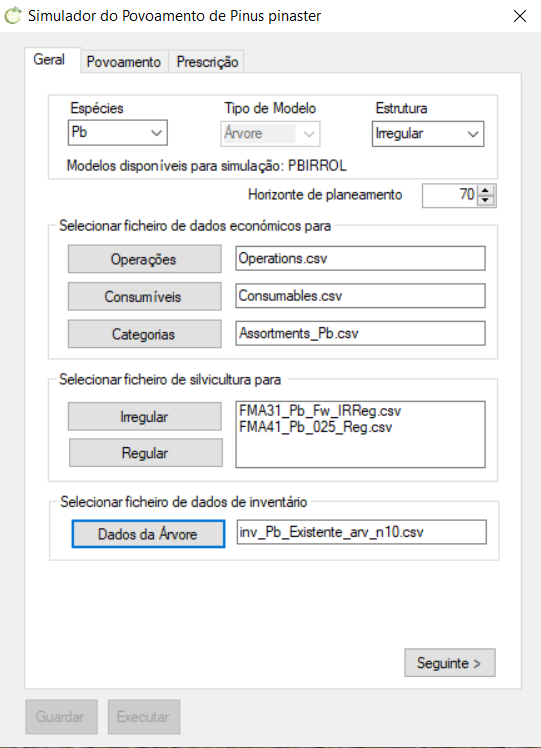 Simulador do Povoamento de Pinus pinaster
Geral Povoamento Prescrição
Espécies Tipo de Modelo Estrutura
Pb Árvore Irregular
Modelos disponíveis para simulação: PBIRROL
Horizonte de planeamento 70
Selecionar ficheiro de dados económicos para
Operações Operations.csv
Consumíveis Consumables.csv
Categorias Assortments_Pb.csv
Selecionar ficheiro de silvicultura para
Irregular FMA31_Pb_Fw_IRReg.csv
FMA41_Pb_025_Reg.csv
Regular
Selecionar ficheiro de dados de inventário
Dados da Árvore inv_Pb_Existente_arv_n10.csv
Seguinte >
Guardar Executar